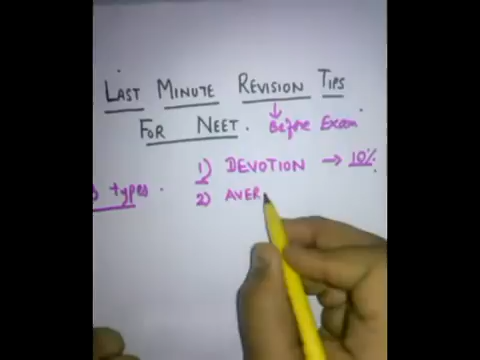 LAST MINUTE REVISION TIPS
FOR NEET. Before Exam
1) DEVOTION → 10%
types.
2) AVER